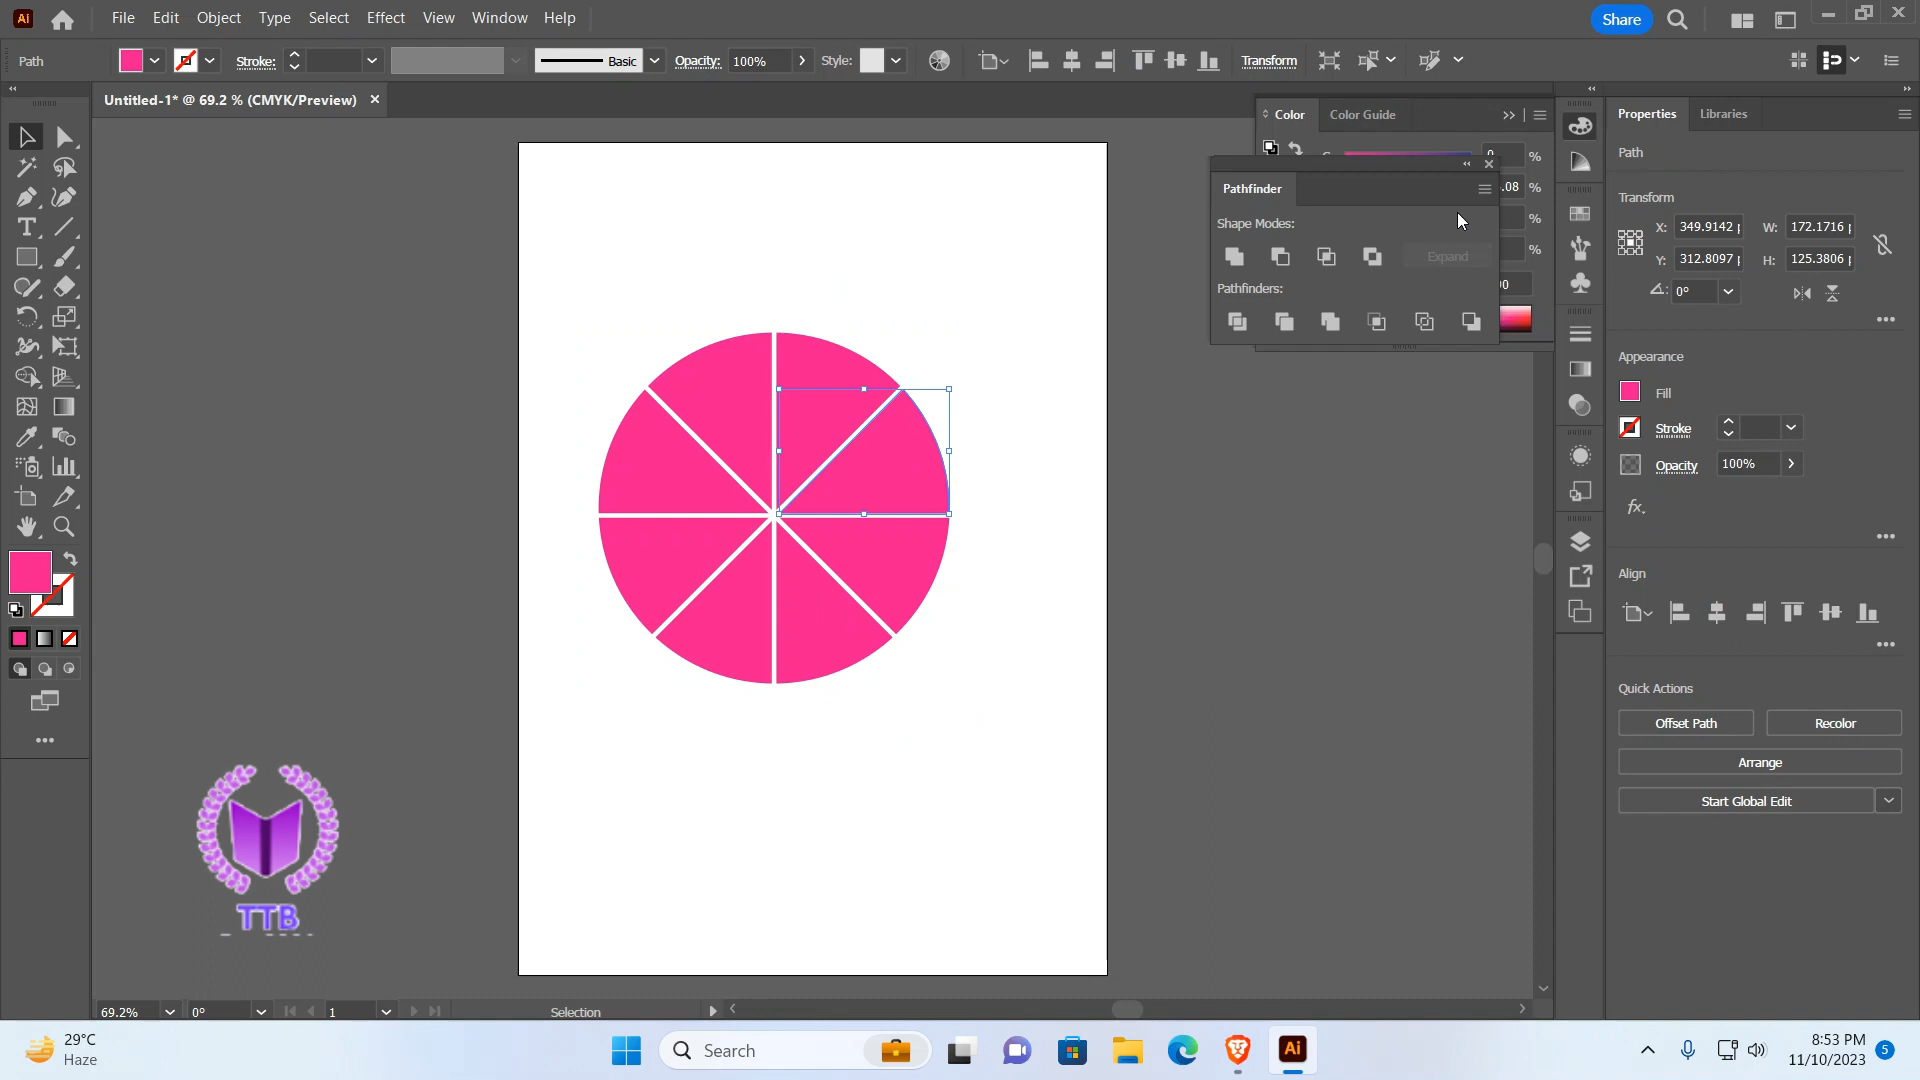 Ai File Edit Object Type Select Effect View Window Help Share
Path Stroke: Basic Opacity: 100% Style: Transform
Untitled-1* @ 69.2 % (CMYK/Preview)
Color Color Guide
%
.08 %
%
%
Pathfinder
Shape Modes:
Expand
Pathfinders:
Properties Libraries
Path
Transform
X: 349.9142 W: 172.1716
Y: 312.8097 H: 125.3806
0°
Appearance
Fill
Stroke
Opacity 100%
fx.
Align
Quick Actions
Offset Path Recolor
Arrange
Start Global Edit
TTB
69.2% 0° 1 Selection
29°C
Haze
Search
Ai
8:53 PM
11/10/2023
5